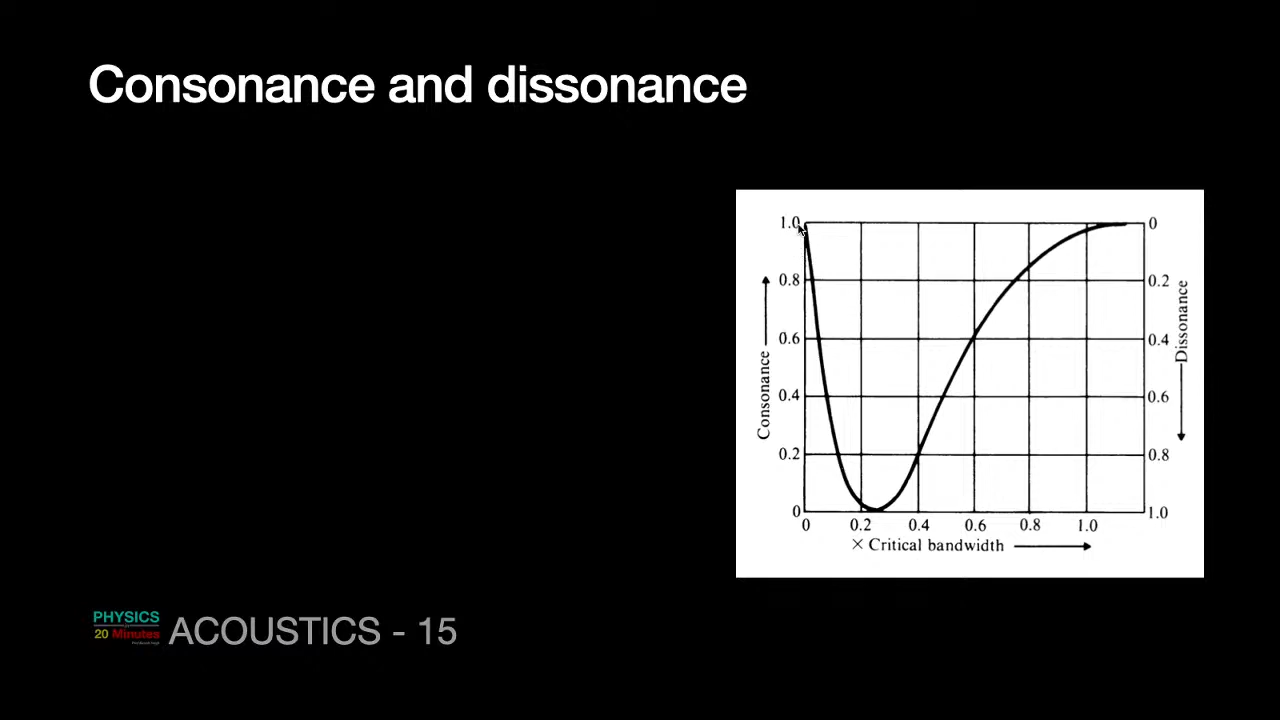 Consonance and dissonance
1.0
0.8
0.6
0.4
0.2
0
Consonance
0
0.2
0.4
0.6
0.8
1.0
Dissonance
0 0.2 0.4 0.6 0.8 1.0
× Critical bandwidth
PHYSICS
20 Minutes
ACOUSTICS - 15